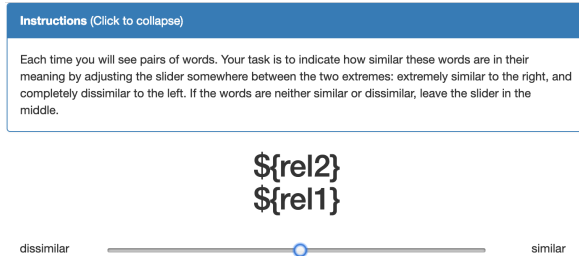 Instructions (Click to collapse)
Each time you will see pairs of words. Your task is to indicate how similar these words are in their
meaning by adjusting the slider somewhere between the two extremes: extremely similar to the right, and
completely dissimilar to the left. If the words are neither similar or dissimilar, leave the slider in the
middle.
${rel2}
${rel1}
dissimilar similar